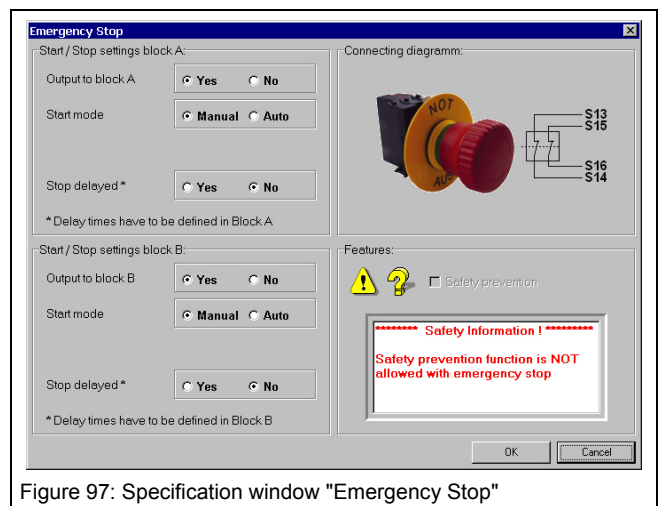 Emergency Stop
Start / Stop settings block A:
Output to block A
Yes No
Start mode
Manual Auto
Stop delayed *
Yes No
* Delay times have to be defined in Block A
Start / Stop settings block B:
Output to block B
Yes No
Start mode
Manual Auto
Stop delayed *
Yes No
* Delay times have to be defined in Block B
Connecting diagramm:
NOT
AUS
S13
S15
S16
S14
Features:
Safety prevention
******** Safety Information ! *********
Safety prevention function is NOT
allowed with emergency stop
OK Cancel
Figure 97: Specification window "Emergency Stop"